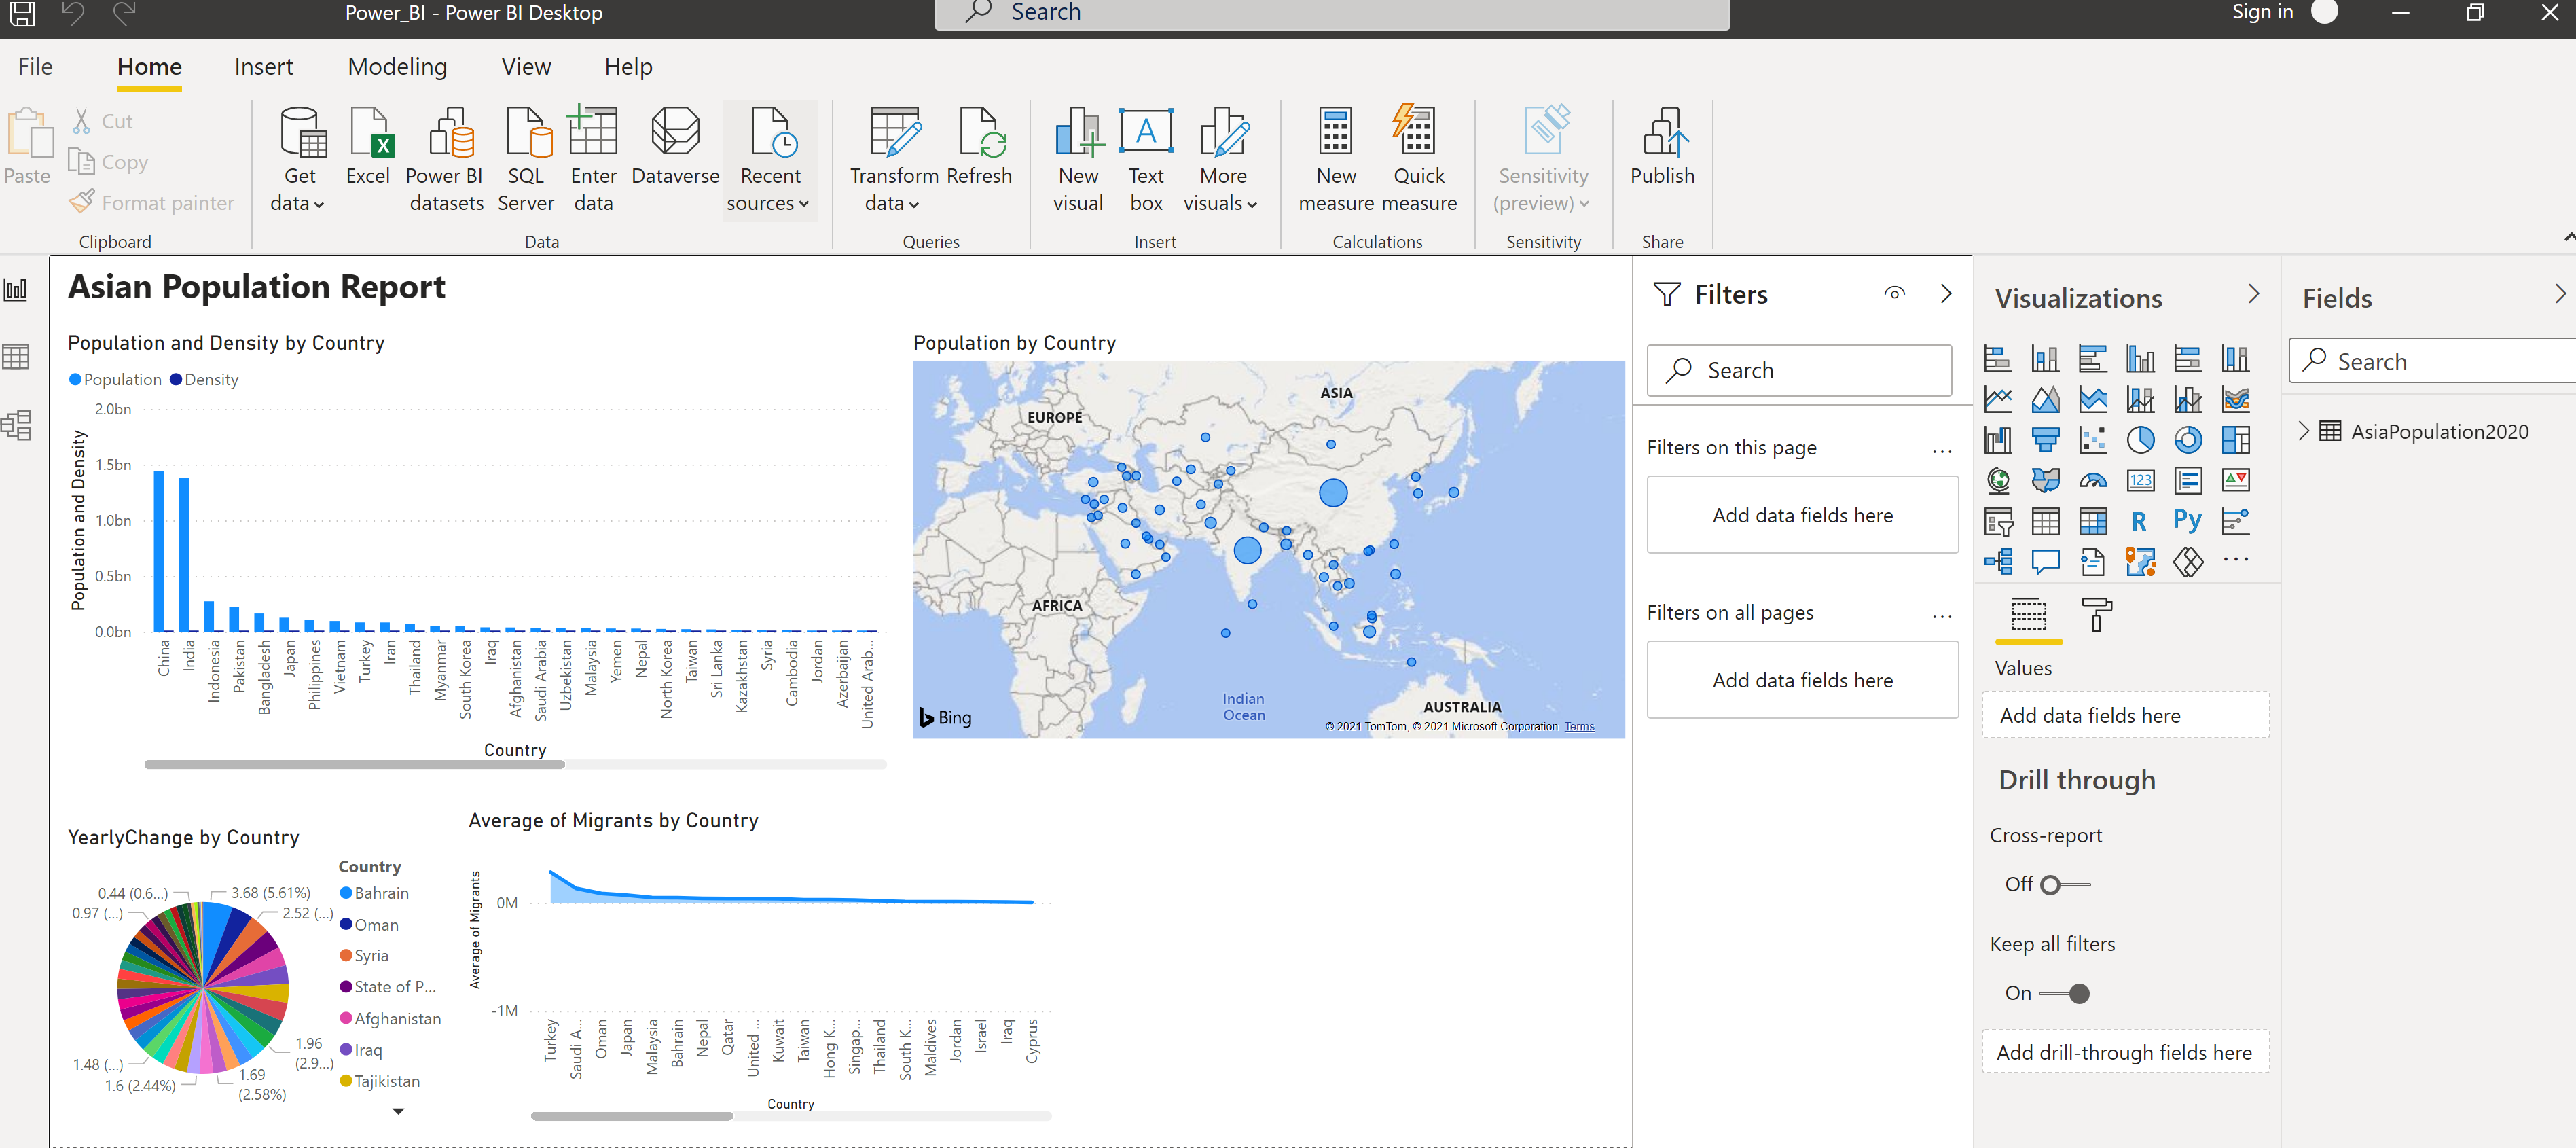 Power_BI - Power BI Desktop
Search
Sign in
File
Home
Insert
Modeling
View
Help
Paste
Cut
Copy
Format painter
Clipboard
Get
data
Excel
Power BI
datasets
SQL
Server
Enter
data
Dataverse
Recent
sources
Data
Transform
data
Refresh
Queries
New
visual
Text
box
More
visuals
Insert
New
measure
Quick
measure
Calculations
Sensitivity
(preview)
Sensitivity
Publish
Share
Asian Population Report
Population and Density by Country
Population Density
Population and Density
2.0bn
1.5bn
1.0bn
0.5bn
0.0bn
China
India
Indonesia
Pakistan
Bangladesh
Japan
Philippines
Vietnam
Turkey
Iran
Thailand
Myanmar
South Korea
Iraq
Afghanistan
Saudi Arabia
Uzbekistan
Malaysia
Yemen
Nepal
North Korea
Taiwan
Sri Lanka
Kazakhstan
Syria
Cambodia
Jordan
Azerbaijan
United Arab...
Country
Population by Country
ASIA
EUROPE
AFRICA
Indian
Ocean
AUSTRALIA
Bing
© 2021 TomTom, © 2021 Microsoft Corporation Terms
YearlyChange by Country
0.44 (0.6...)
3.68 (5.61%)
0.97 (...)
2.52 (...)
1.48 (...)
1.96
(2.9...)
1.6 (2.44%)
1.69
(2.58%)
Country
Bahrain
Oman
Syria
State of P...
Afghanistan
Iraq
Tajikistan
Average of Migrants by Country
Average of Migrants
0M
-1M
Turkey
Saudi A...
Oman
Japan
Malaysia
Bahrain
Nepal
Qatar
United ...
Kuwait
Taiwan
Hong K...
Singap...
Thailand
South K...
Maldives
Jordan
Israel
Iraq
Cyprus
Country
Filters
Search
Filters on this page
...
Add data fields here
Filters on all pages
...
Add data fields here
Visualizations
123
R
Py
...
Values
Add data fields here
Drill through
Cross-report
Off
Keep all filters
On
Add drill-through fields here
Fields
Search
AsiaPopulation2020